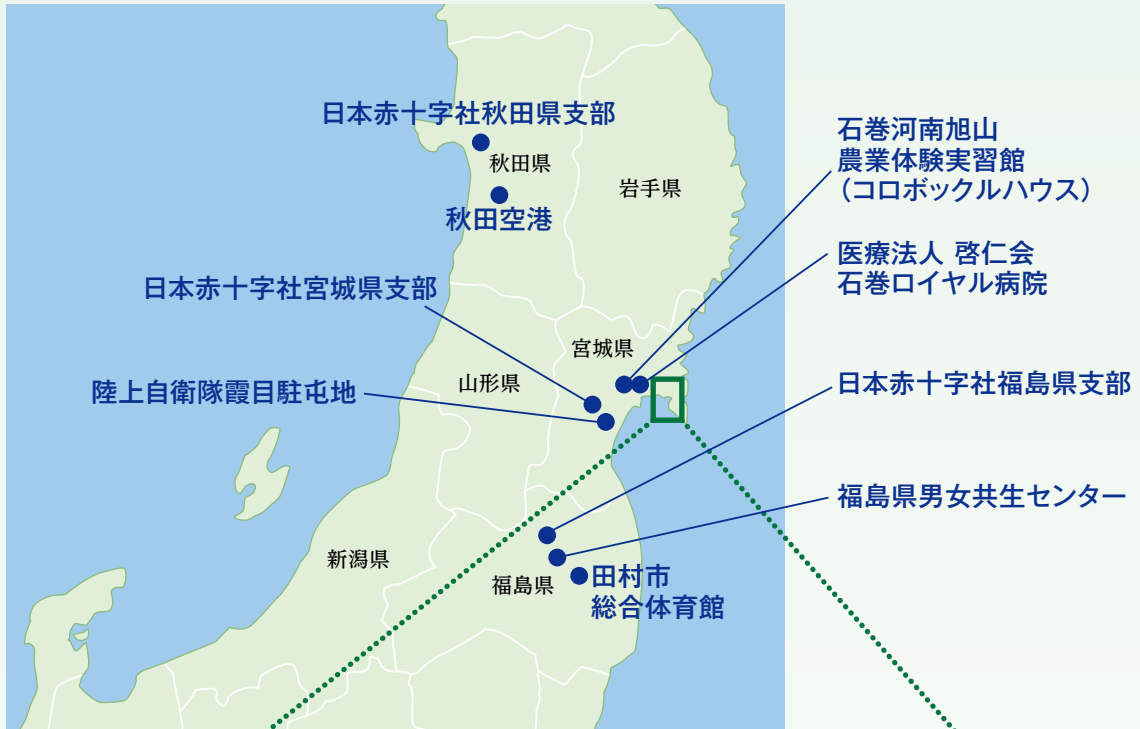 日本赤十字社秋田県支部
秋田県
岩手県
秋田空港
石巻河南旭山
農業体験実習館
（コロボックルハウス）
医療法人 啓仁会
石巻ロイヤル病院
日本赤十字社宮城県支部
宮城県
山形県
陸上自衛隊霞目駐屯地
日本赤十字社福島県支部
福島県男女共生センター
新潟県
福島県
田村市
総合体育館